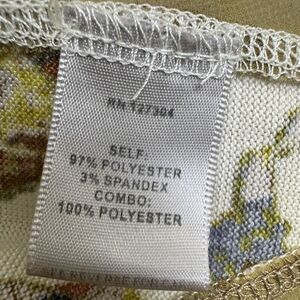 RN 127304
SELF:
97% POLYESTER
3% SPANDEX
COMBO:
100% POLYESTER